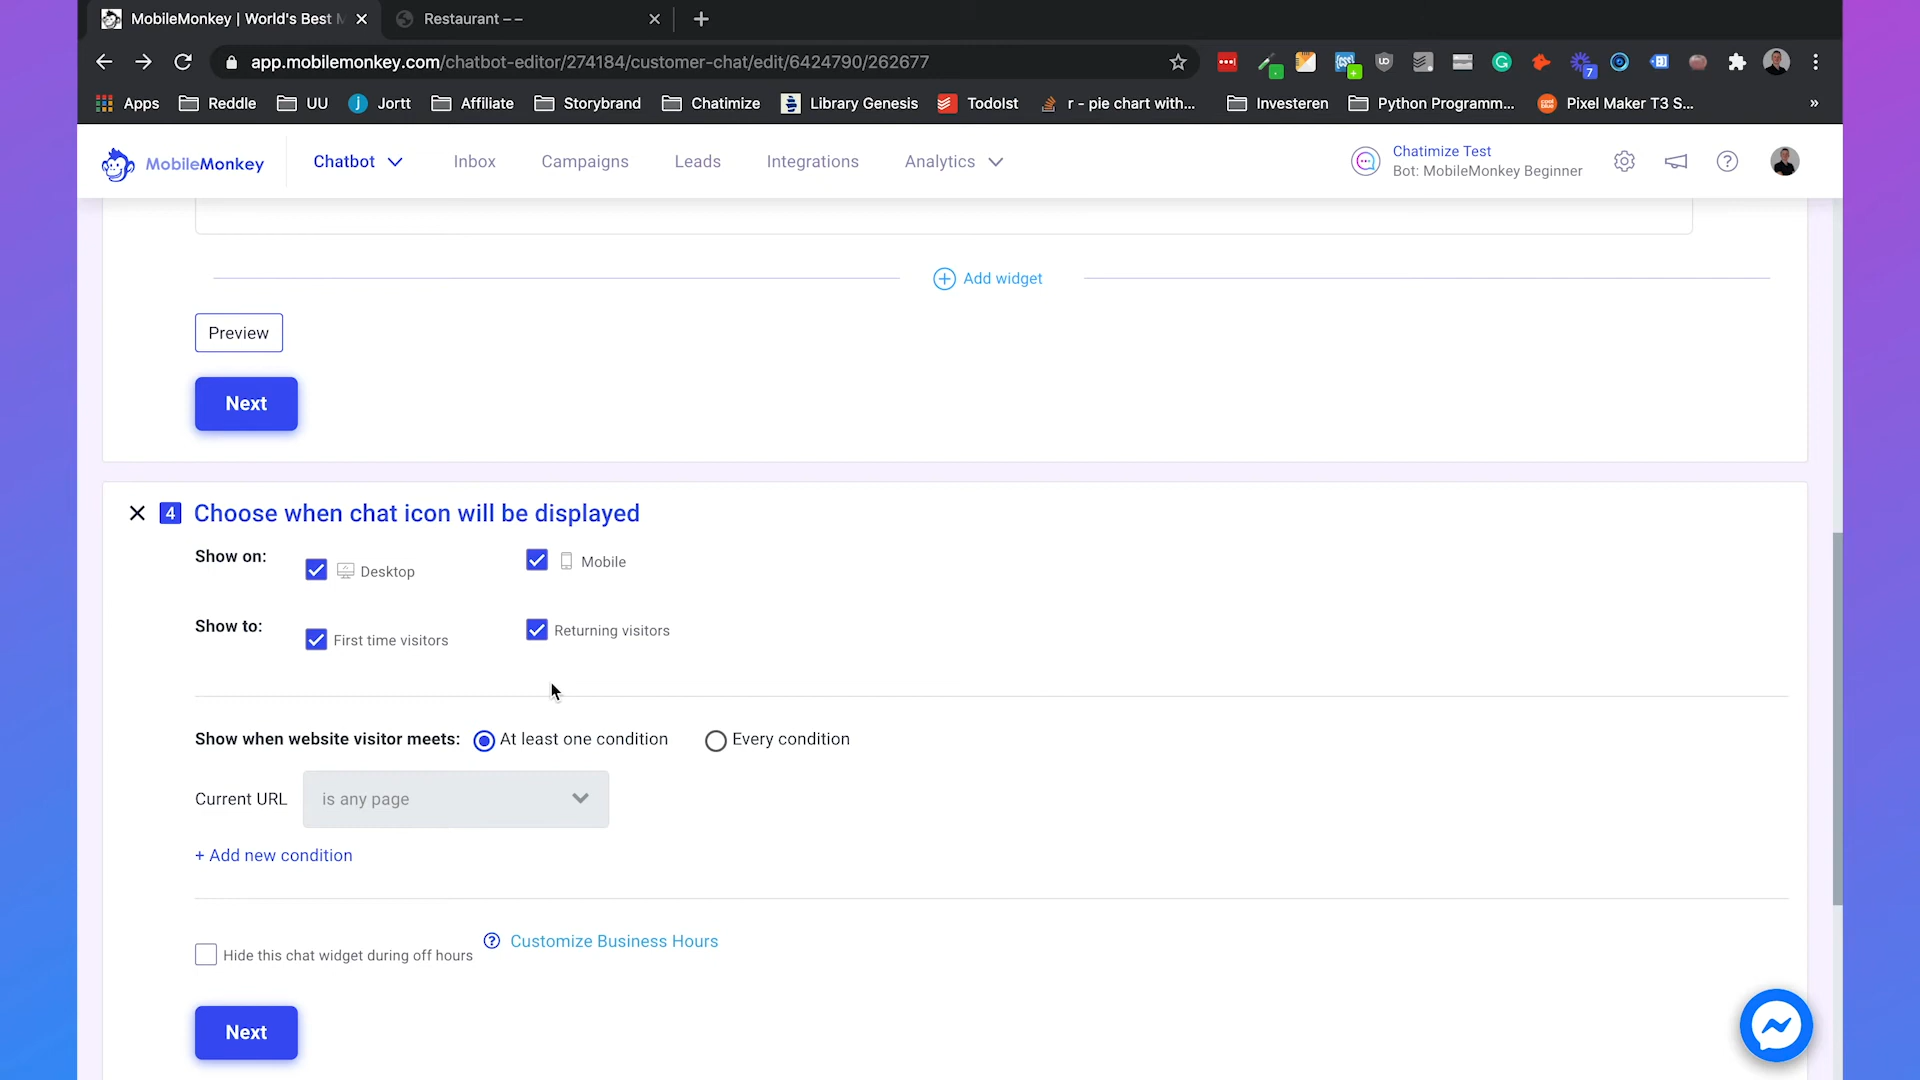 MobileMonkey | World's Best M
Restaurant – –
app.mobilemonkey.com/chatbot-editor/274184/customer-chat/edit/6424790/262677
7
Apps Reddle UU Jortt Affiliate Storybrand Chatimize Library Genesis Todoist r - pie chart with... Investeren Python Programm... Pixel Maker T3 S... »
MobileMonkey
Chatbot Inbox Campaigns Leads Integrations Analytics
Chatimize Test
Bot: MobileMonkey Beginner
Add widget
Preview
Next
4 Choose when chat icon will be displayed
Show on: Desktop Mobile
Show to: First time visitors Returning visitors
Show when website visitor meets: At least one condition Every condition
Current URL is any page
+ Add new condition
Hide this chat widget during off hours ? Customize Business Hours
Next